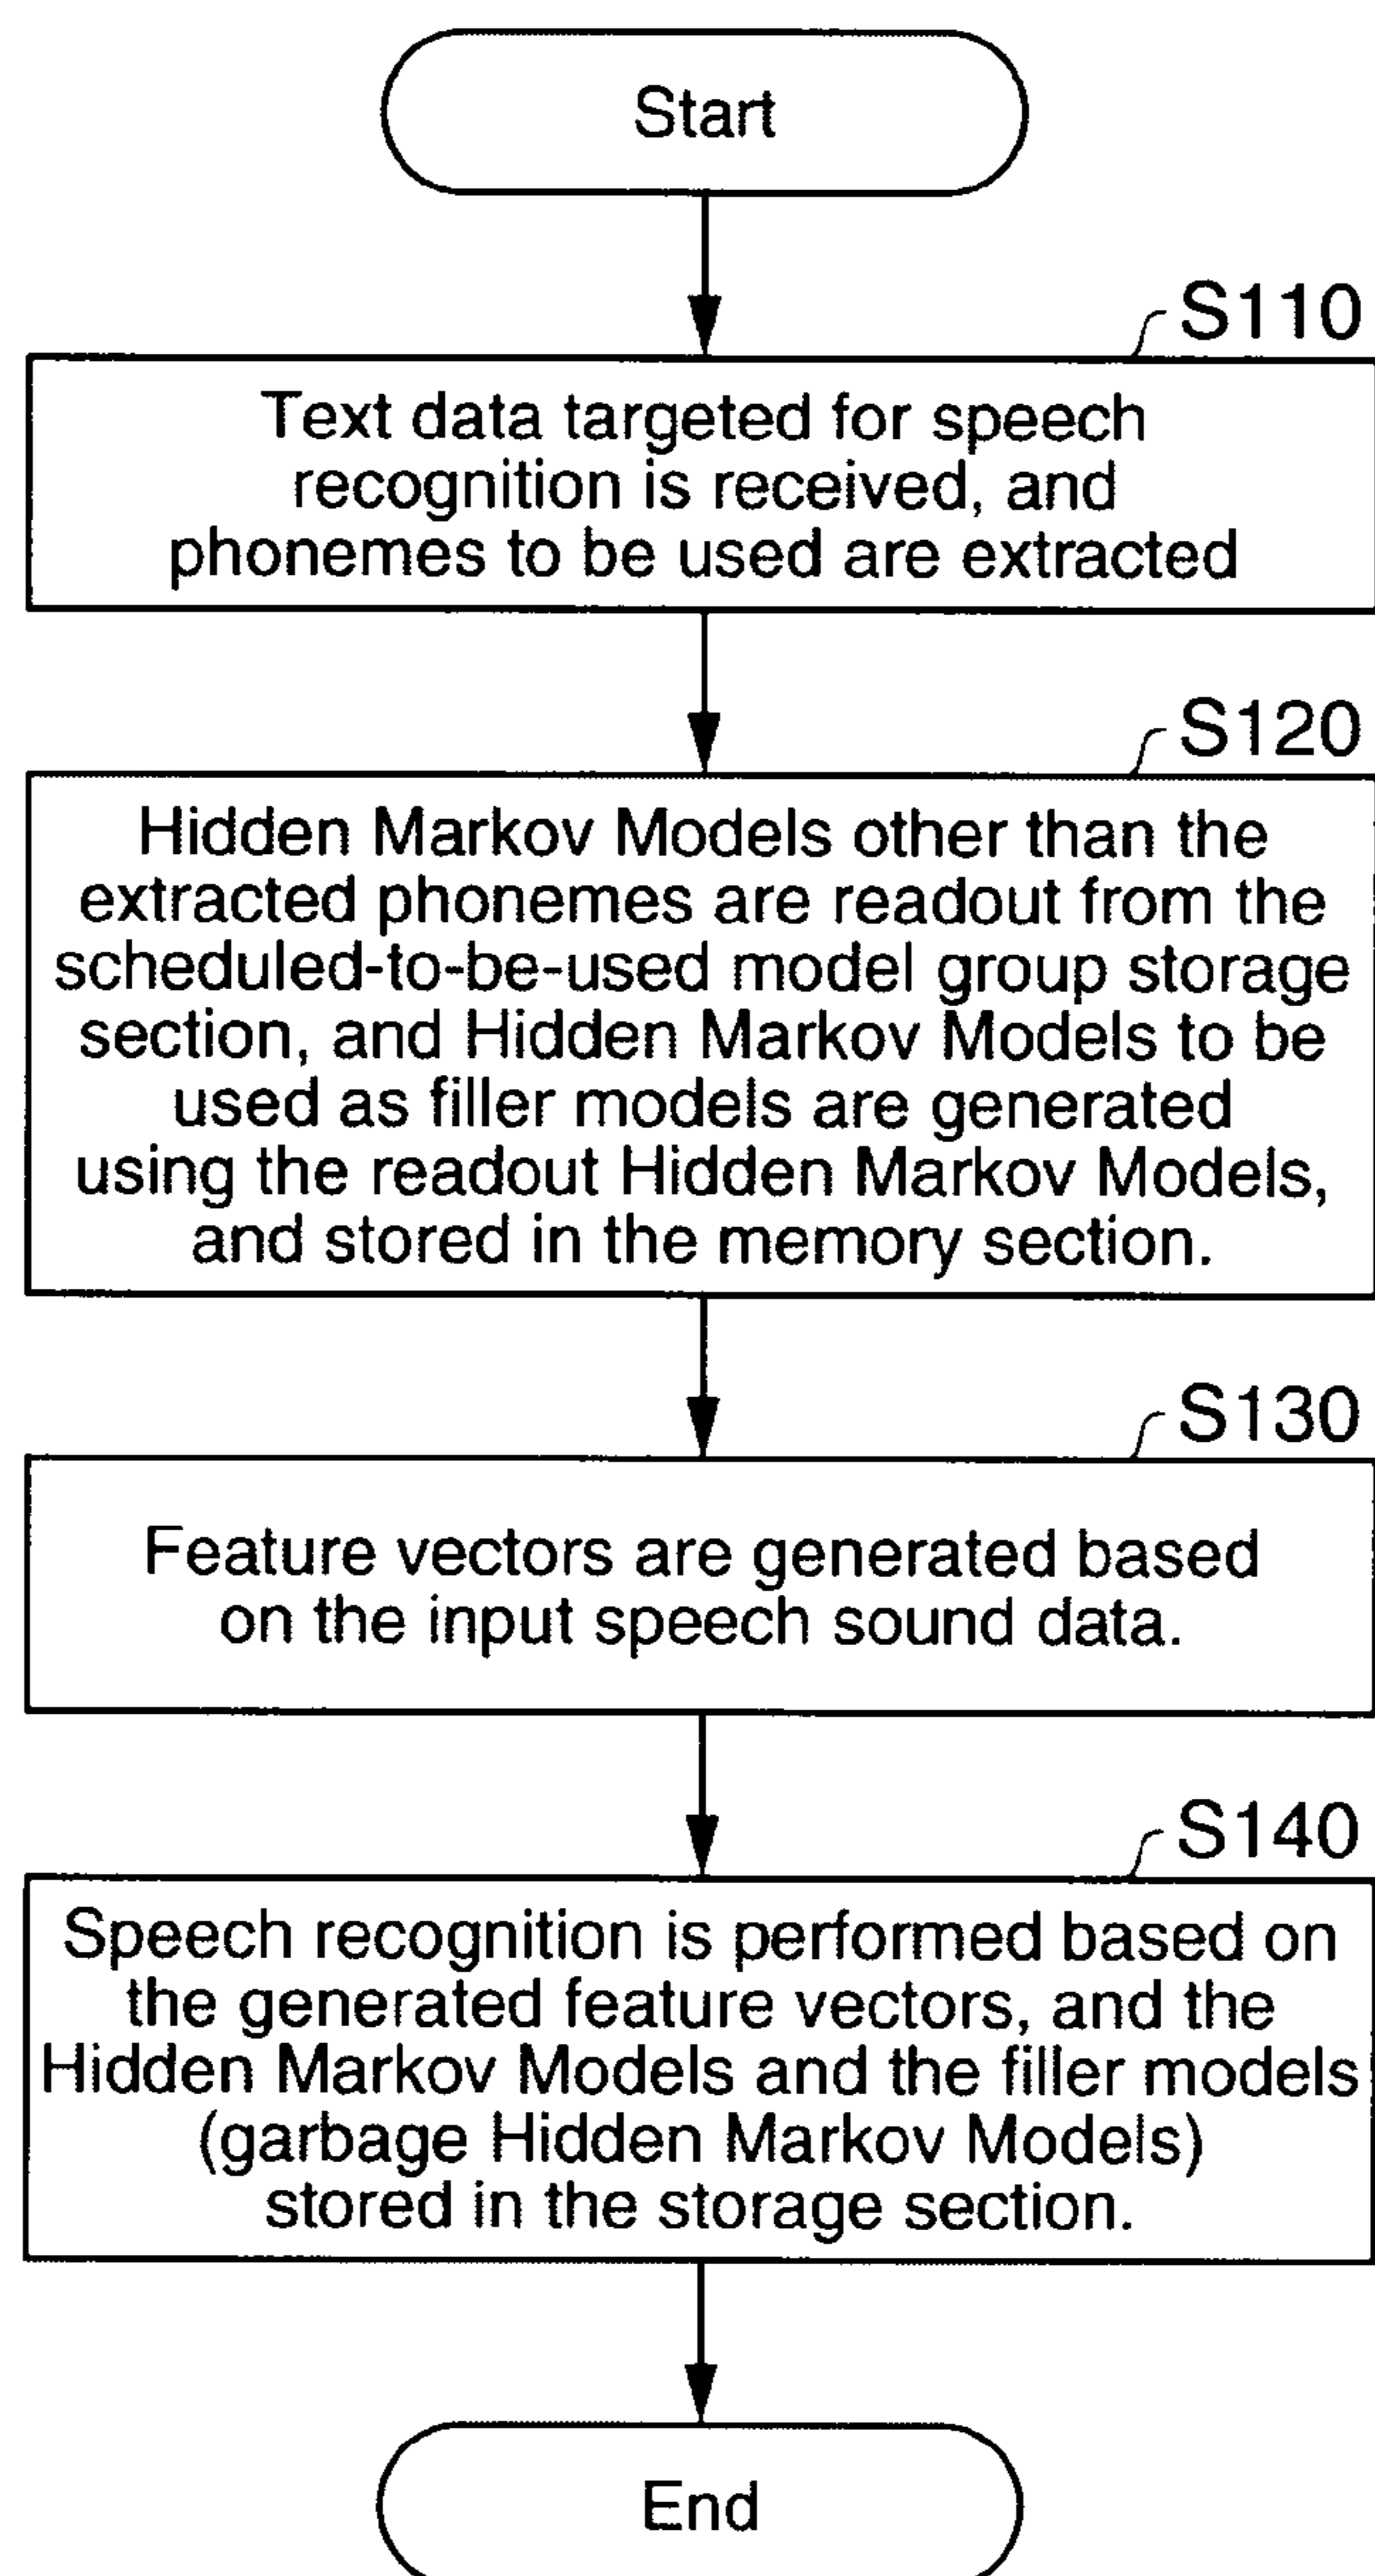 Start
S110
Text data targeted for speech
recognition is received, and
phonemes to be used are extracted
S120
Hidden Markov Models other than the
extracted phonemes are readout from the
scheduled-to-be-used model group storage
section, and Hidden Markov Models to be
used as filler models are generated
using the readout Hidden Markov Models,
and stored in the memory section.
S130
Feature vectors are generated based
on the input speech sound data.
S140
Speech recognition is performed based on
the generated feature vectors, and the
Hidden Markov Models and the filler models
(garbage Hidden Markov Models)
stored in the storage section.
End